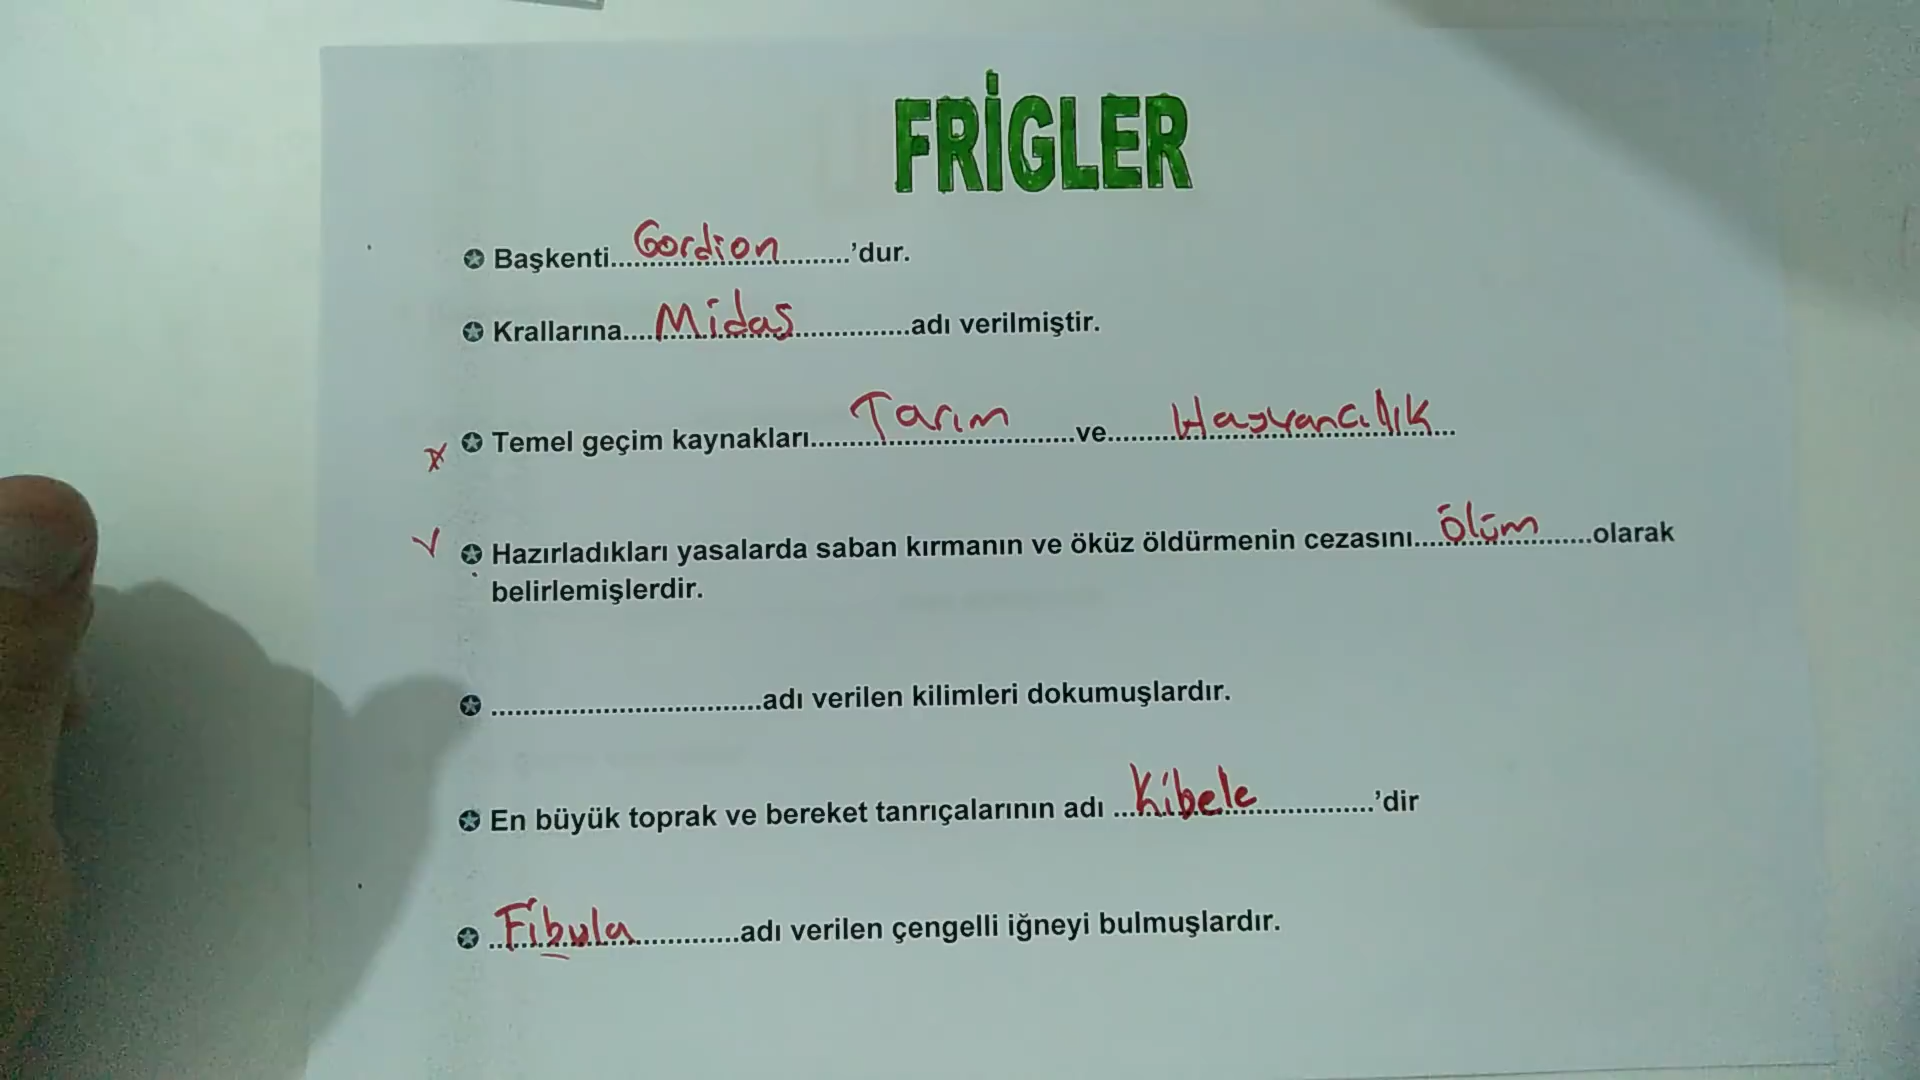 FRİGLER
Başkenti....Gordion..........'dur.
Krallarına....Midas...............adı verilmiştir.
Temel geçim kaynakları..........Tarım..........ve..........Hayvancılık...
Hazırladıkları yasalarda saban kırmanın ve öküz öldürmenin cezasını....ölüm......olarak
belirlemişlerdir.
..................................adı verilen kilimleri dokumuşlardır.
En büyük toprak ve bereket tanrıçalarının adı ...Kibele...............'dir
..Fibula.............adı verilen çengelli iğneyi bulmuşlardır.